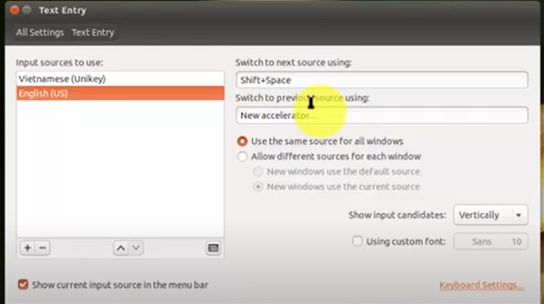 Text Entry
All Settings Text Entry
Input sources to use:
Vietnamese (Unikey)
English (US)
Switch to next source using:
Shift+Space
Switch to previous source using:
New accelerator...
Use the same source for all windows
Allow different sources for each window
New windows use the default source
New windows use the current source
Show input candidates: Vertically
Using custom font: Sans 10
Show current input source in the menu bar
Keyboard Settings...